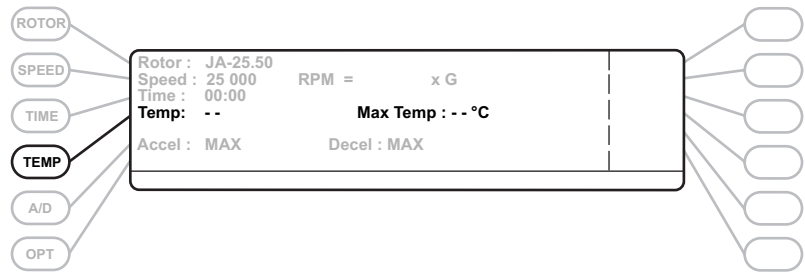 ROTOR
SPEED
TIME
TEMP
A/D
OPT
Rotor : JA-25.50
Speed : 25 000 RPM = x G
Time : 00:00
Temp: - - Max Temp : - - °C
Accel : MAX Decel : MAX